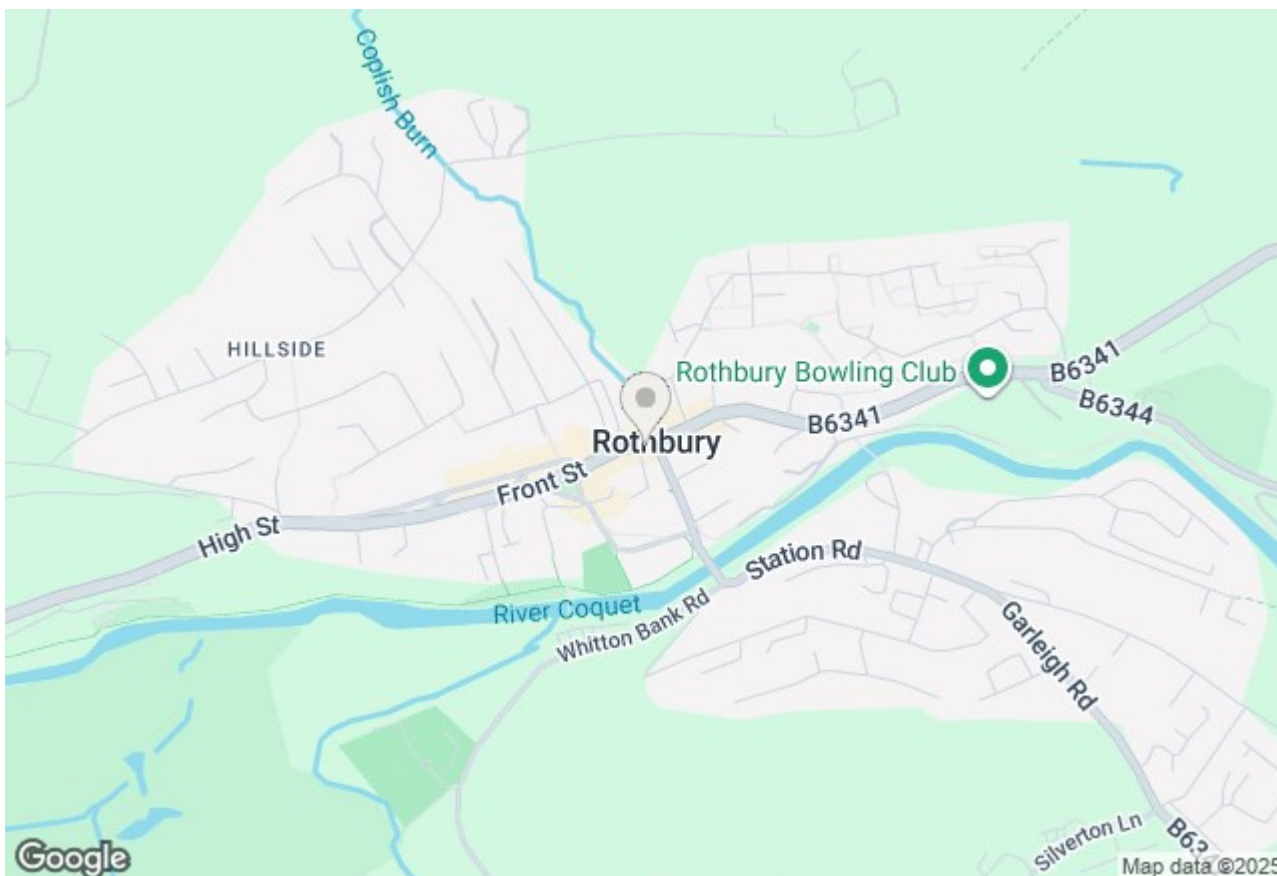 Coplish Burn
HILLSIDE
Rothbury Bowling Club
B6341
B6344
B6341
Rothbury
Front St
High St
Station Rd
River Coquet
Whitton Bank Rd
Garleigh Rd
Silverton Ln
Google
Map data ©2025